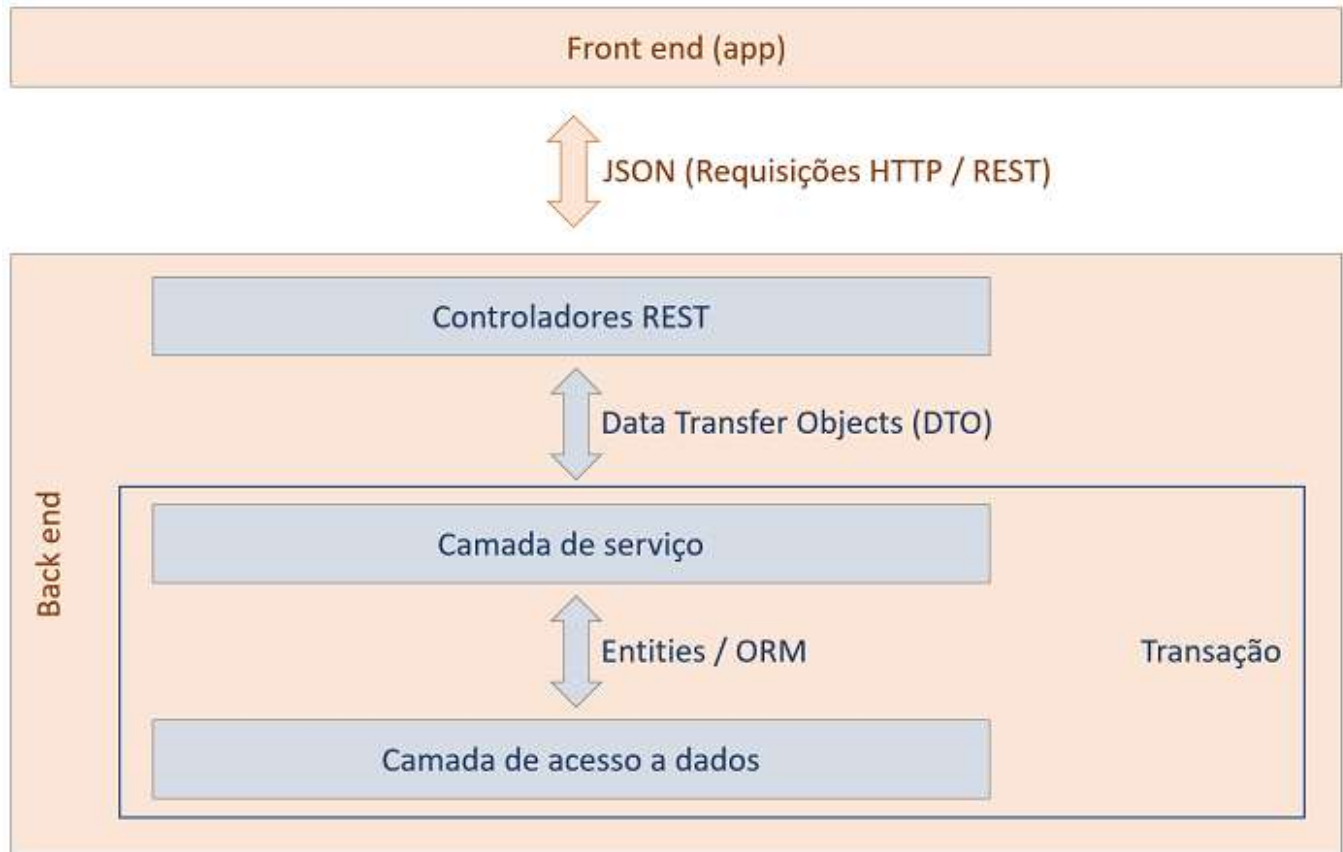 Front end (app)
JSON (Requisições HTTP / REST)
Controladores REST
Data Transfer Objects (DTO)
Back end
Camada de serviço
Entities / ORM
Transação
Camada de acesso a dados